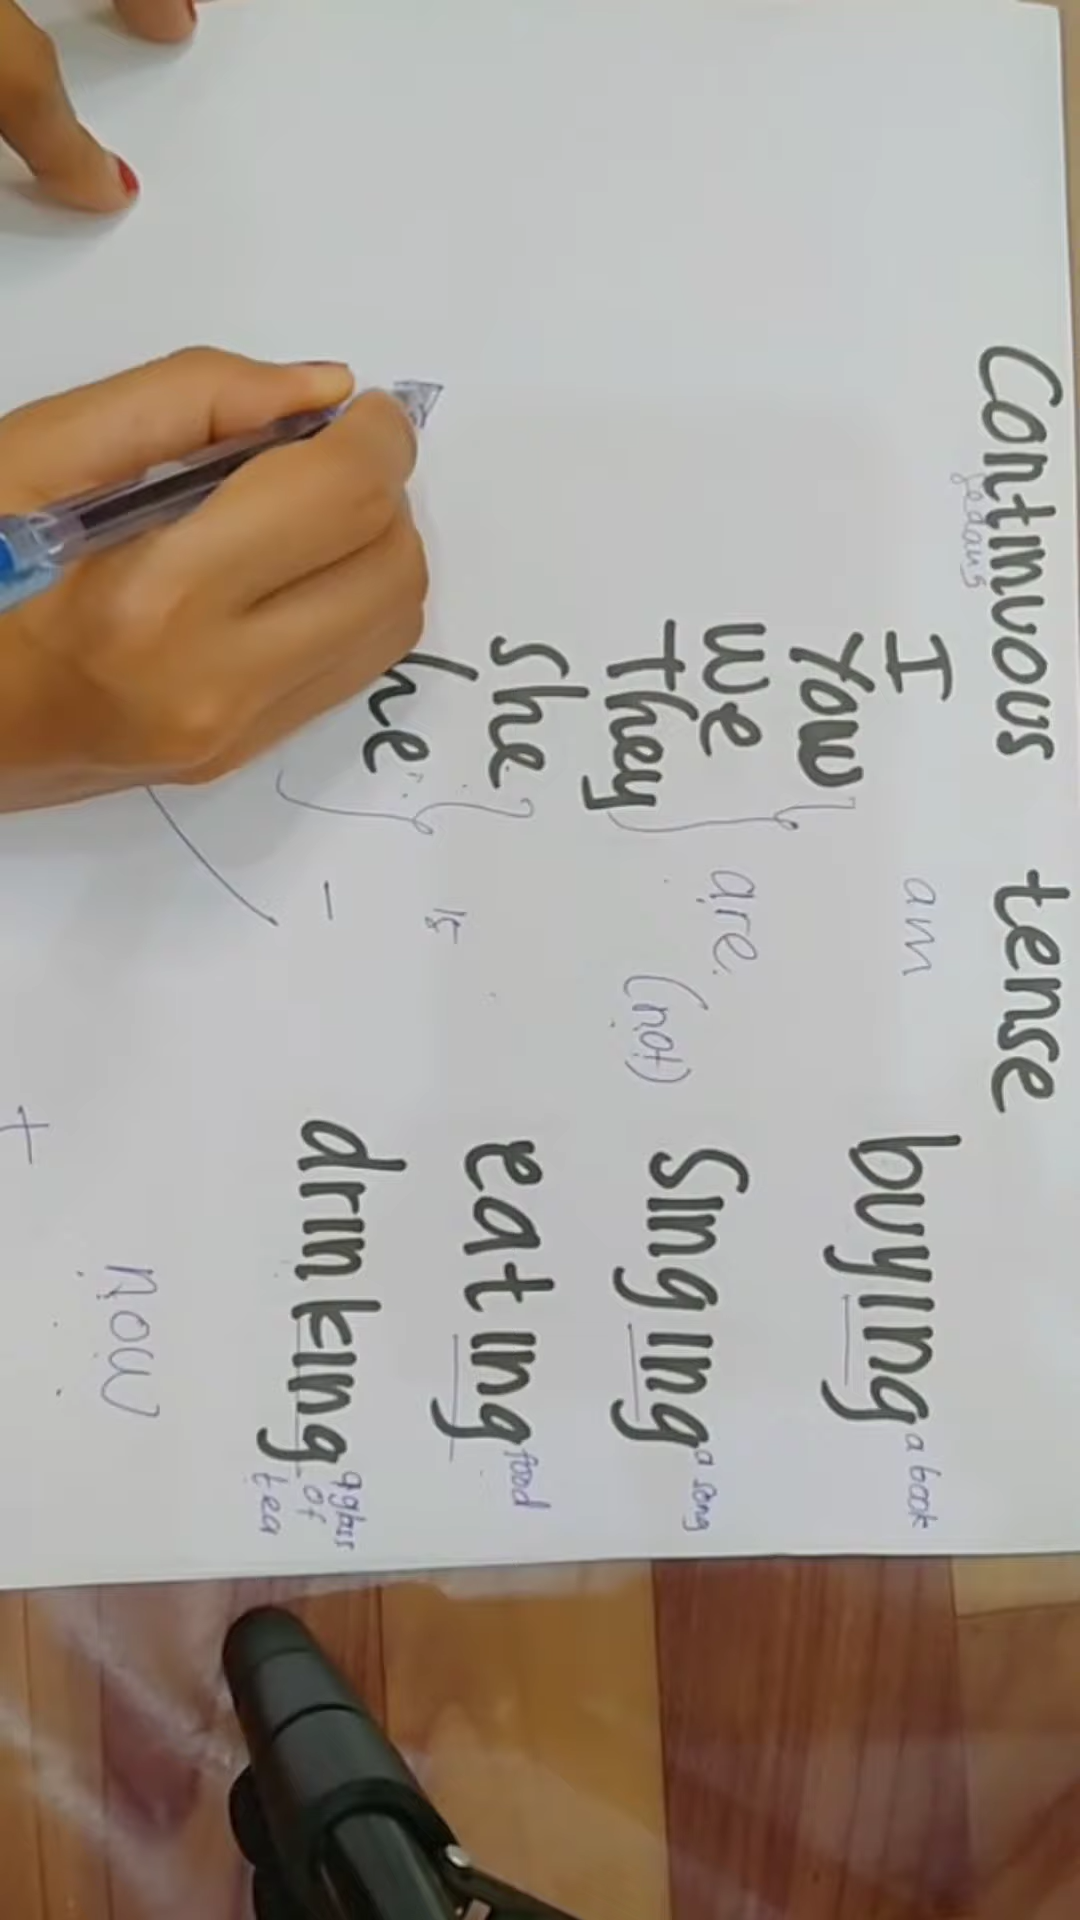 Continuous tense
sedang
I am buying a book
You
We are
They (not) singing a song
she is eating food
he
drinking a glass of tea
-
now
+